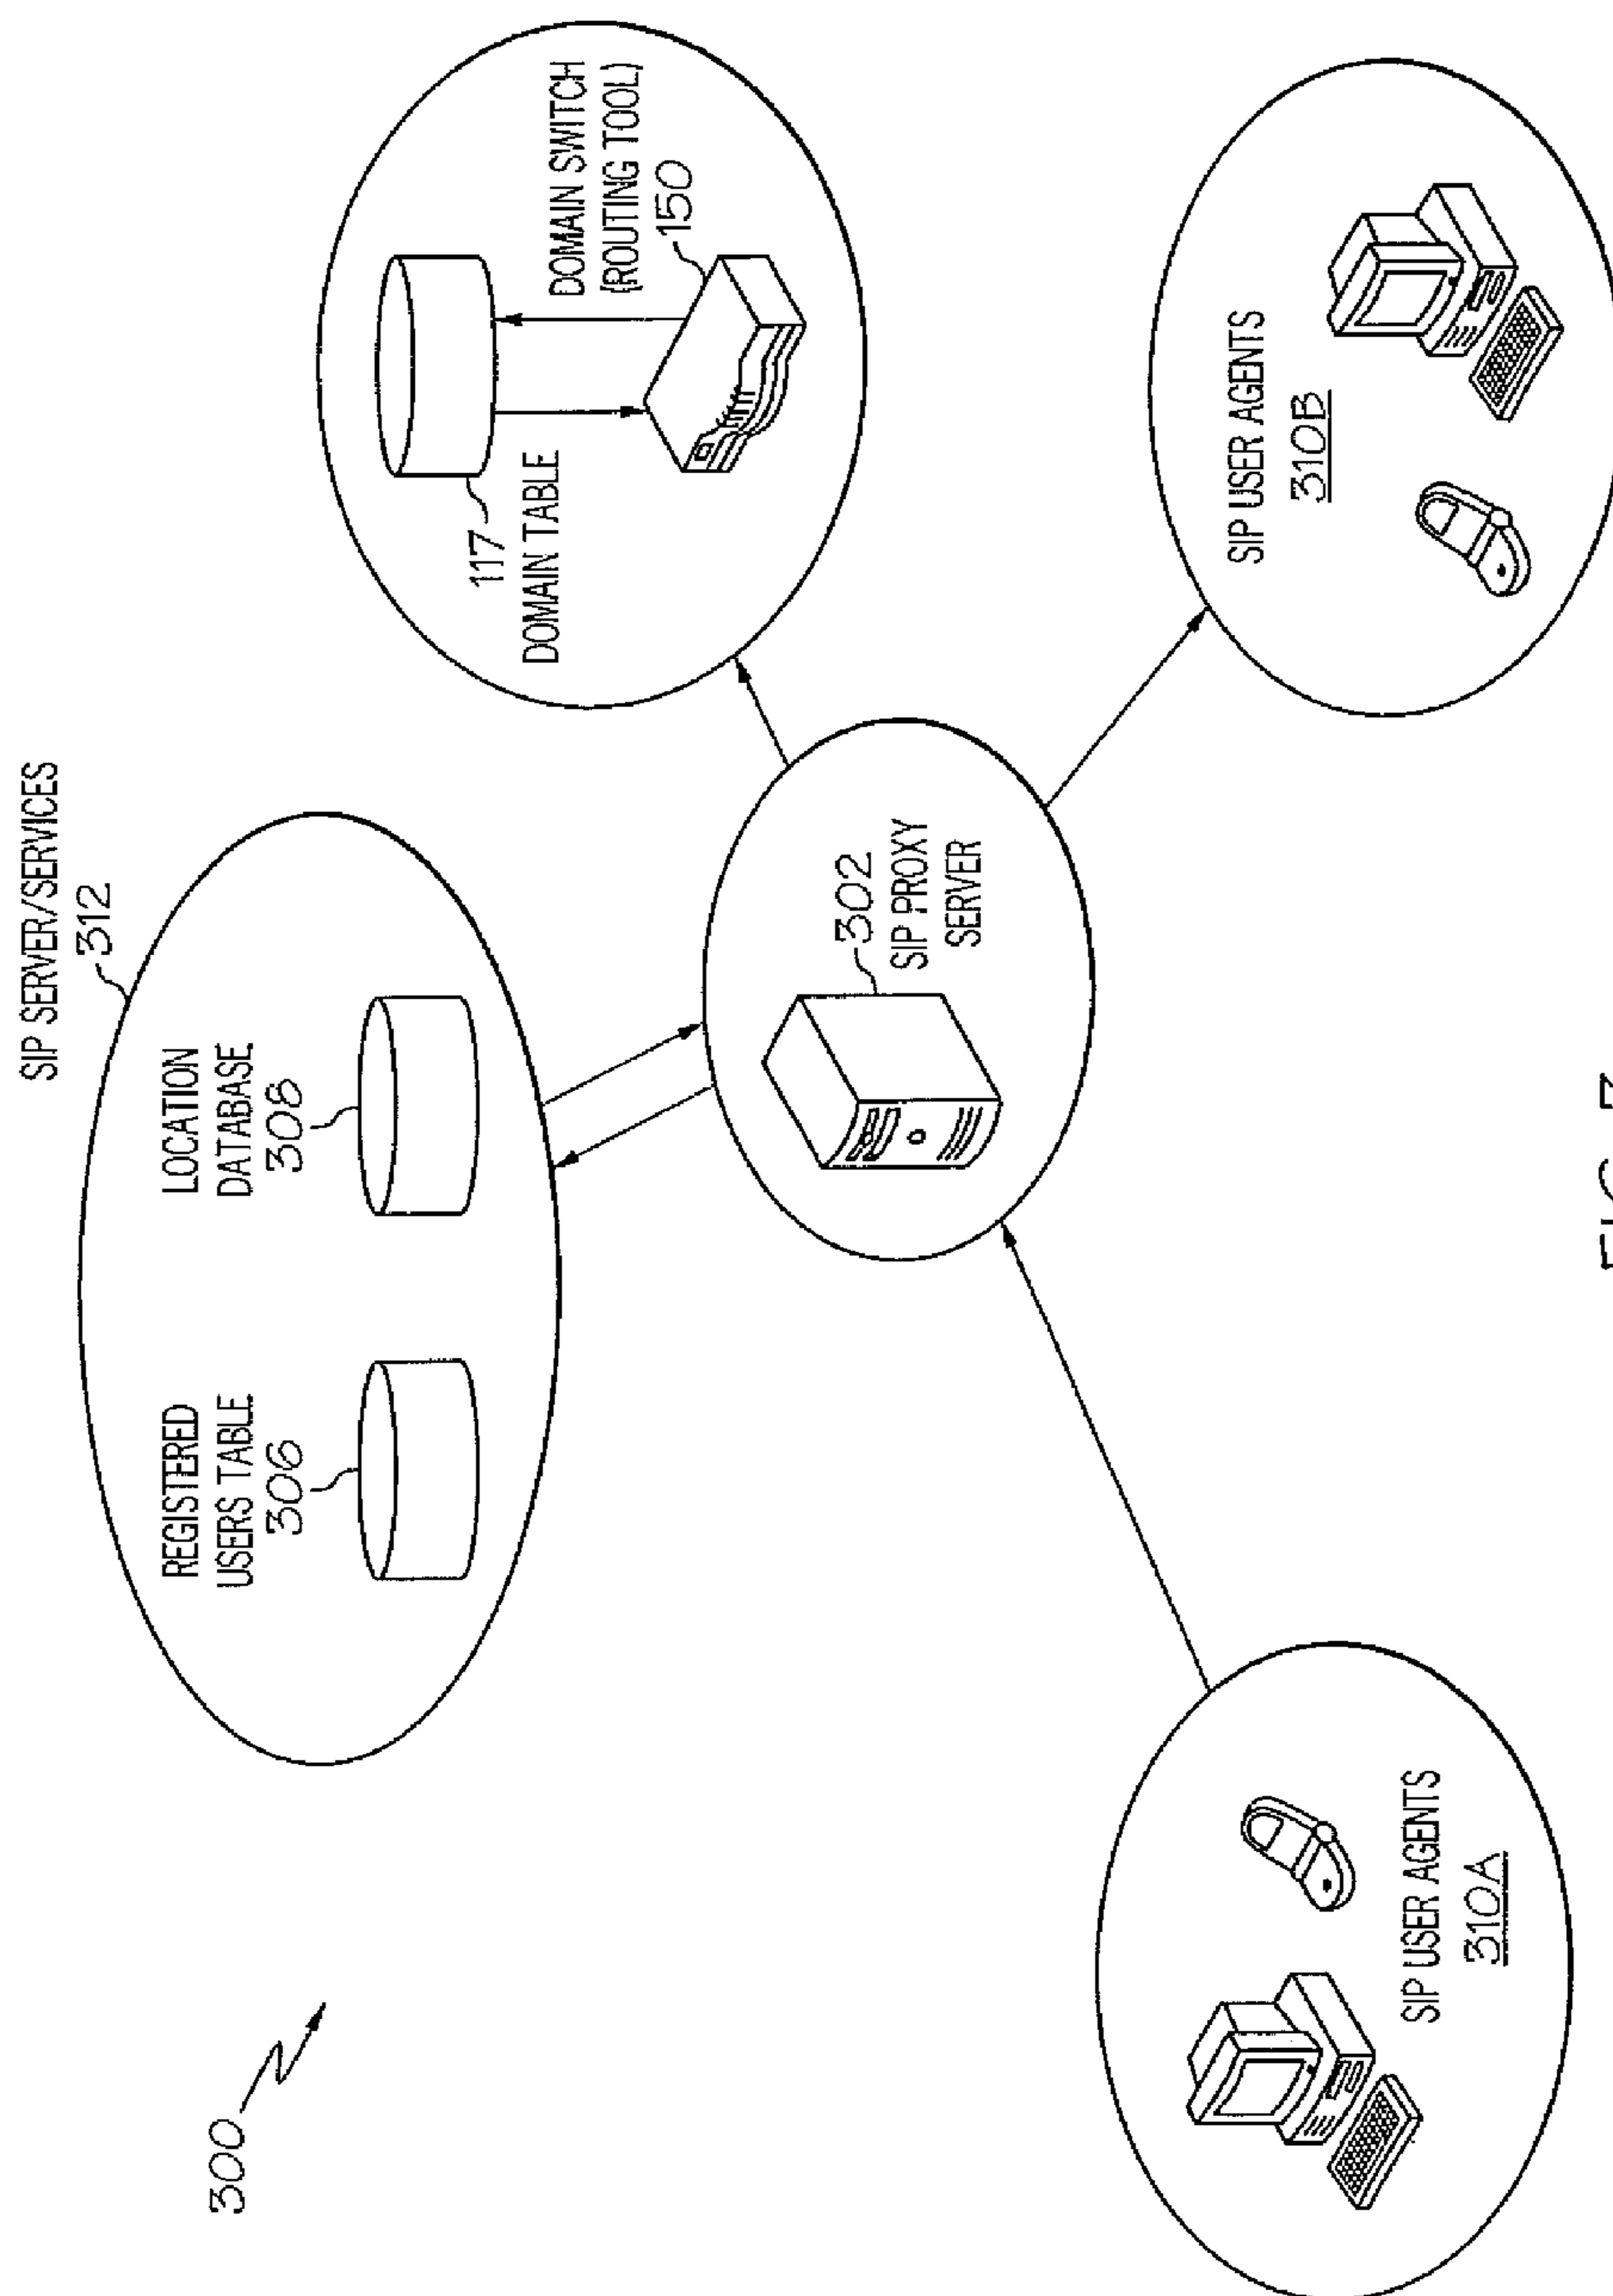 SIP SERVER/SERVICES
312
300
REGISTERED
USERS TABLE
306
LOCATION
DATABASE
308
117
DOMAIN TABLE
DOMAIN SWITCH
(ROUTING TOOL)
150
302
SIP PROXY
SERVER
SIP USER AGENTS
310A
SIP USER AGENTS
310B